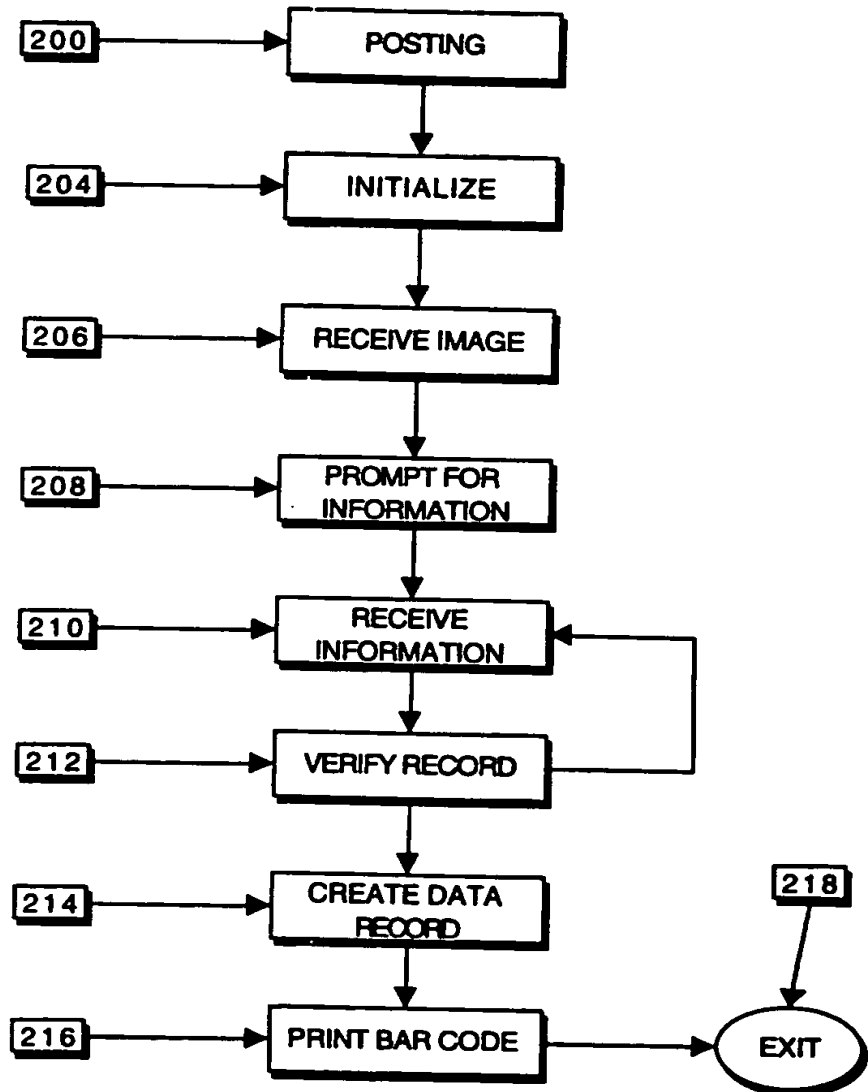 200
POSTING
204
INITIALIZE
206
RECEIVE IMAGE
208
PROMPT FOR
INFORMATION
210
RECEIVE
INFORMATION
212
VERIFY RECORD
214
CREATE DATA
RECORD
218
216
PRINT BAR CODE
EXIT